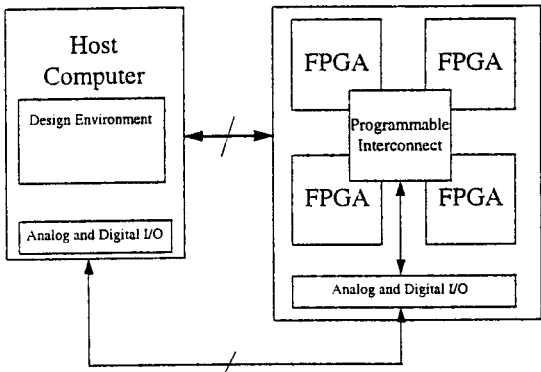 Host
Computer
Design Environment
Analog and Digital I/O
FPGA
FPGA
Programmable
Interconnect
FPGA
FPGA
Analog and Digital I/O